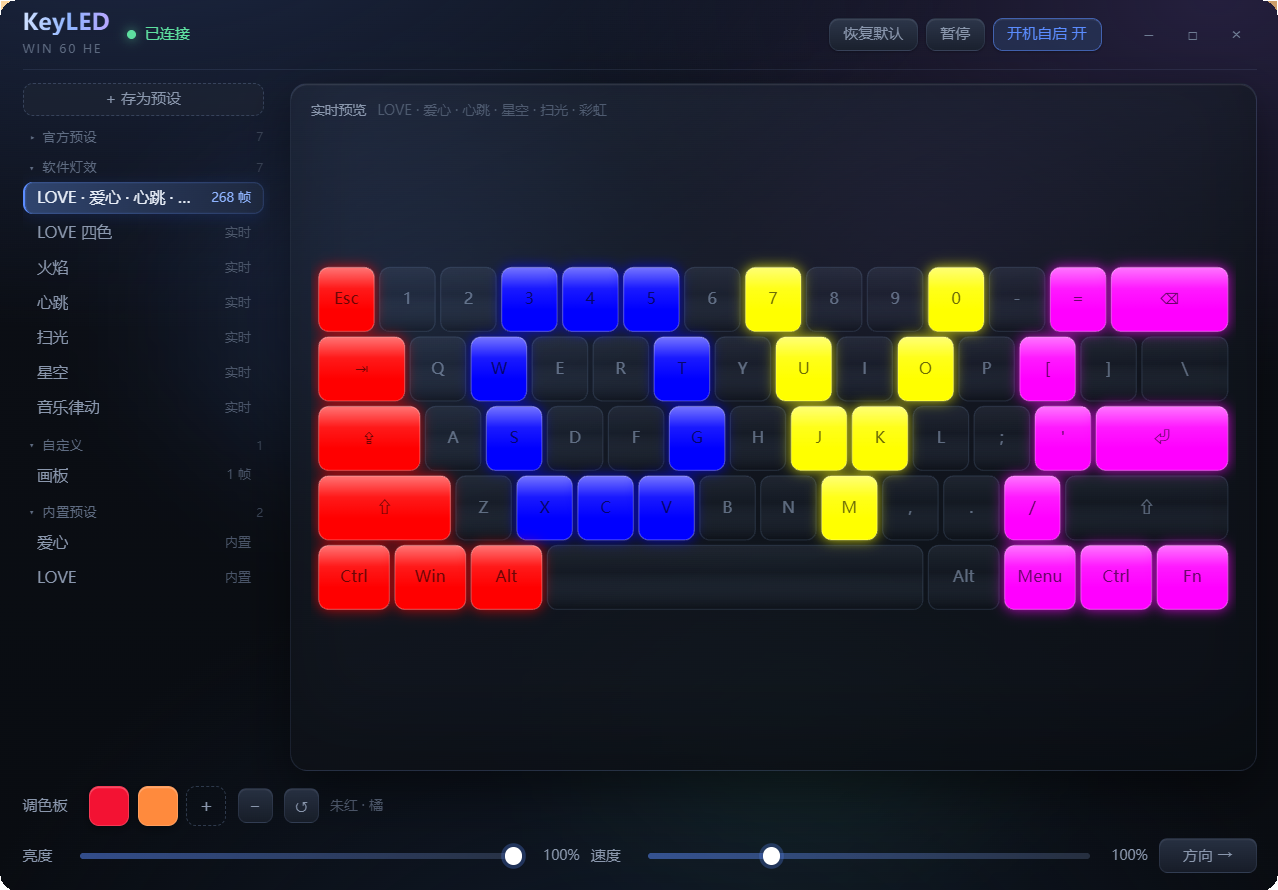 KeyLED
WIN 60 HE
已连接
恢复默认 暂停 开机自启 开
+ 存为预设
官方预设 7
软件灯效 7
LOVE · 爱心 · 心跳 · ... 268 帧
LOVE 四色 实时
火焰 实时
心跳 实时
扫光 实时
星空 实时
音乐律动 实时
自定义 1
画板 1 帧
内置预设 2
爱心 内置
LOVE 内置
实时预览 LOVE · 爱心 · 心跳 · 星空 · 扫光 · 彩虹
Esc 1 2 3 4 5 6 7 8 9 0 - = ⌫
⇥ Q W E R T Y U I O P [ ] \
⇪ A S D F G H J K L ; ' ⏎
⇧ Z X C V B N M , . / ⇧
Ctrl Win Alt Alt Menu Ctrl Fn
调色板 + − ↺ 朱红 · 橘
亮度 100% 速度 100% 方向 →